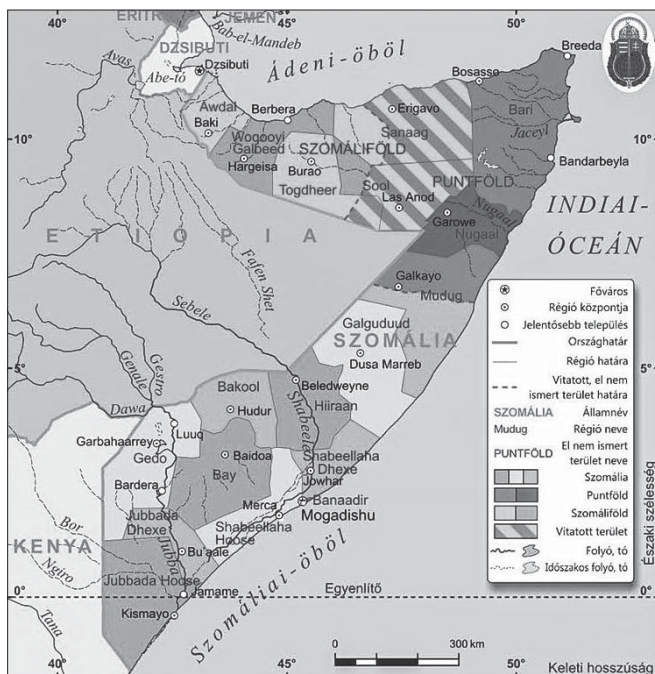 40°
45°
50°
ERITR
JEMEN
Bab-el-Mandeb
DZSIBUTI
Dzsibuti
Ádeni-öböl
Avas
Abe-tó
Breeda
Bosasso
Awdal
Berbera
Erigavo
Bari
Baki
Sanaag
Jaceyl
10°
10°
Woqooyi
Galbeed
SZOMÁLIFÖLD
Hargeisa
Burao
Bandarbeyla
Togdheer
Sool
PUNTFÖLD
Las Anod
Nugaal
INDIAI-
ÓCEÁN
Garowe
Nugaal
ETIÓPIA
Fafen Shet
Galkayo
Mudug
Sebele
Galguduud
SZOMÁLIA
Dusa Marreb
5°
5°
Genale
Gestro
Bakool
Beledweyne
Hudur
Shabeelle
Hiiraan
Dawa
Luuq
Garbahaarrey
Gedo
Baidoa
Bay
Shabeellaha
Dhexe
Jowhar
Bardera
Merca
Banaadir
Mogadishu
Jubbada
Dhexe
Shabeellaha
Hoose
Bor
KENYA
Bu'aale
Jubba
Ngiro
Jubbada Hoose
Jamame
Szomáliai-öböl
Egyenlítő
0°
0°
Kismayo
Tana
Főváros
Régió központja
Jelentősebb település
Országhatár
Régió határa
Vitatott, el nem
ismert terület határa
SZOMÁLIA Államnév
Mudug Régió neve
PUNTFÖLD El nem ismert
terület neve
Szomália
Puntföld
Szomáliföld
Vitatott terület
Folyó, tó
Időszakos folyó, tó
Északi szélesség
0 300 km
40°
45°
50°
Keleti hosszúság